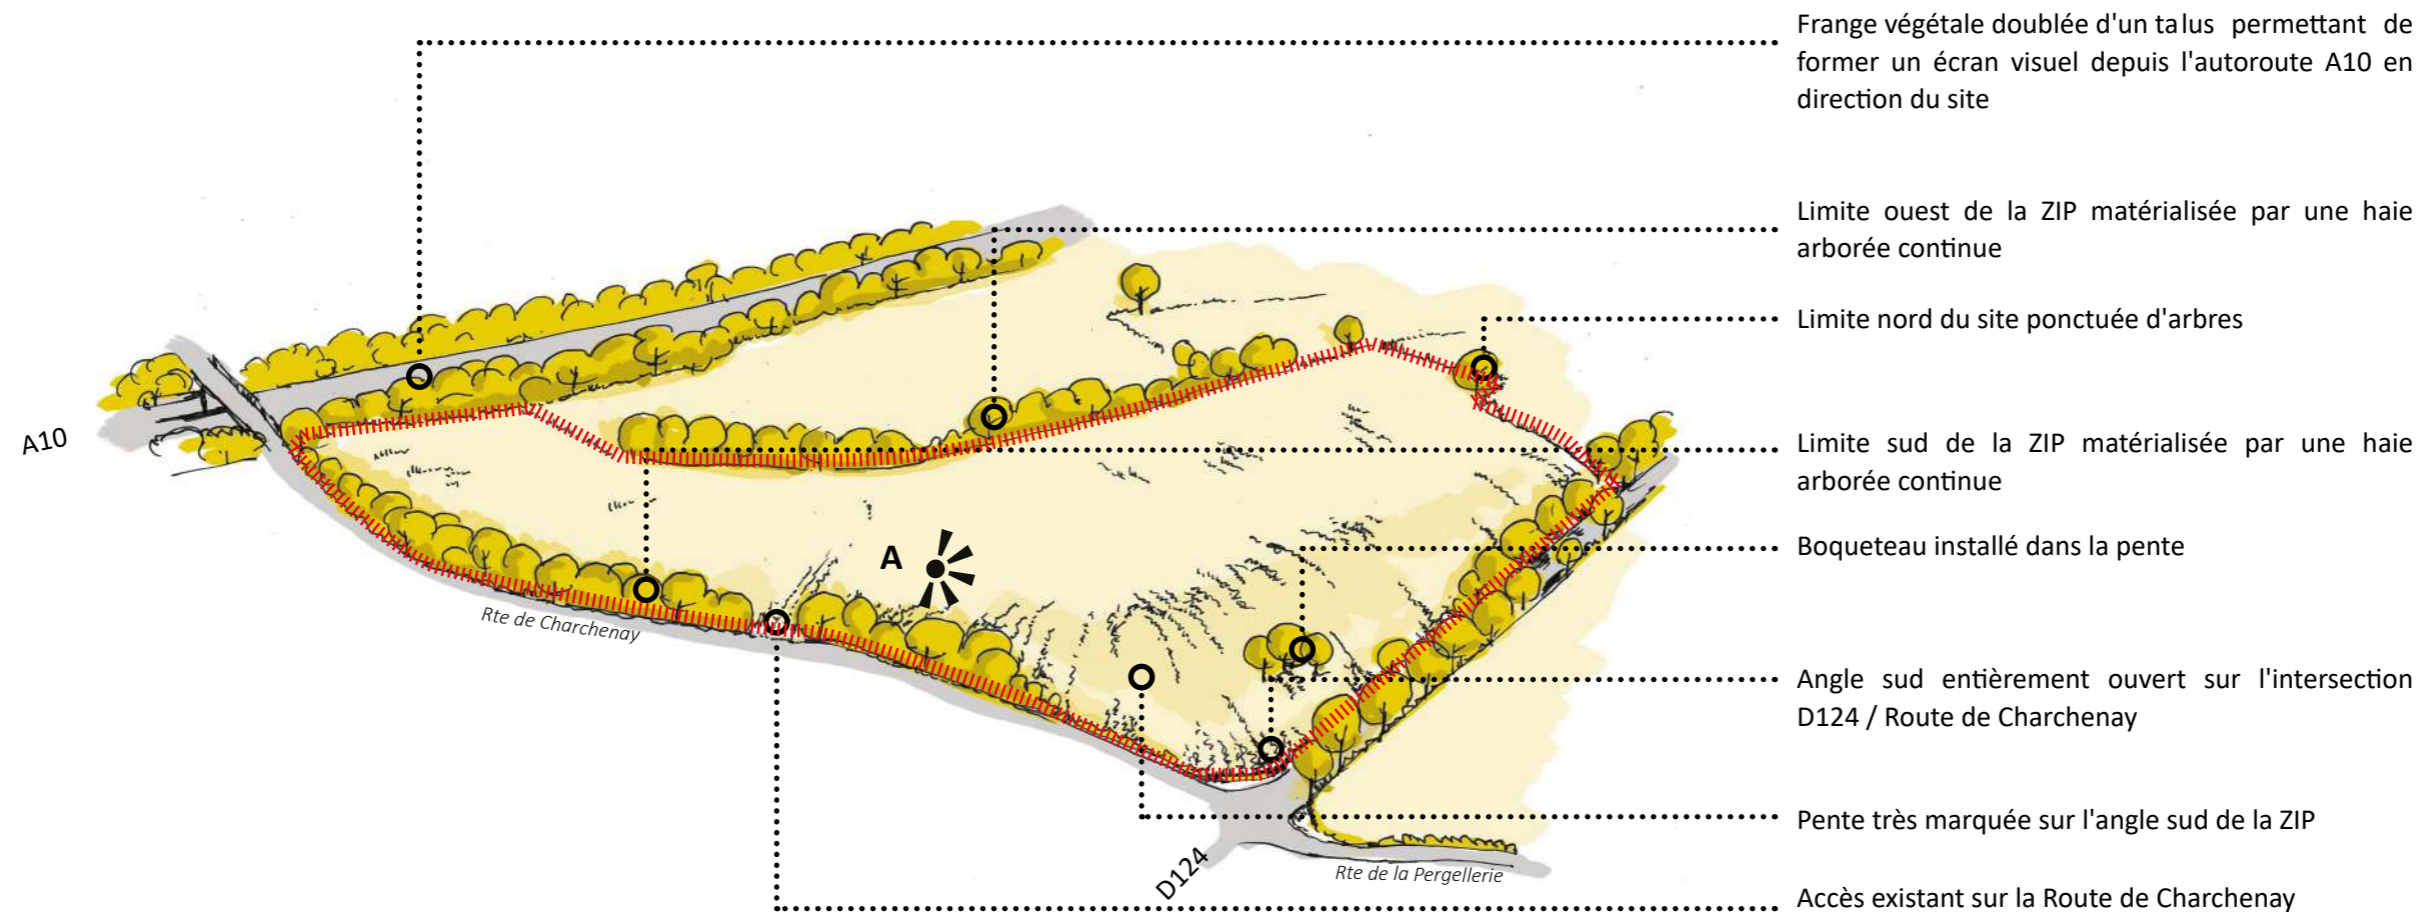 Frange végétale doublée d'un talus permettant de
former un écran visuel depuis l'autoroute A10 en
direction du site
Limite ouest de la ZIP matérialisée par une haie
arborée continue
Limite nord du site ponctuée d'arbres
A10
Limite sud de la ZIP matérialisée par une haie
arborée continue
Boqueteau installé dans la pente
A
Rte de Charchenay
Angle sud entièrement ouvert sur l'intersection
D124 / Route de Charchenay
Pente très marquée sur l'angle sud de la ZIP
D124
Rte de la Pergellerie
Accès existant sur la Route de Charchenay